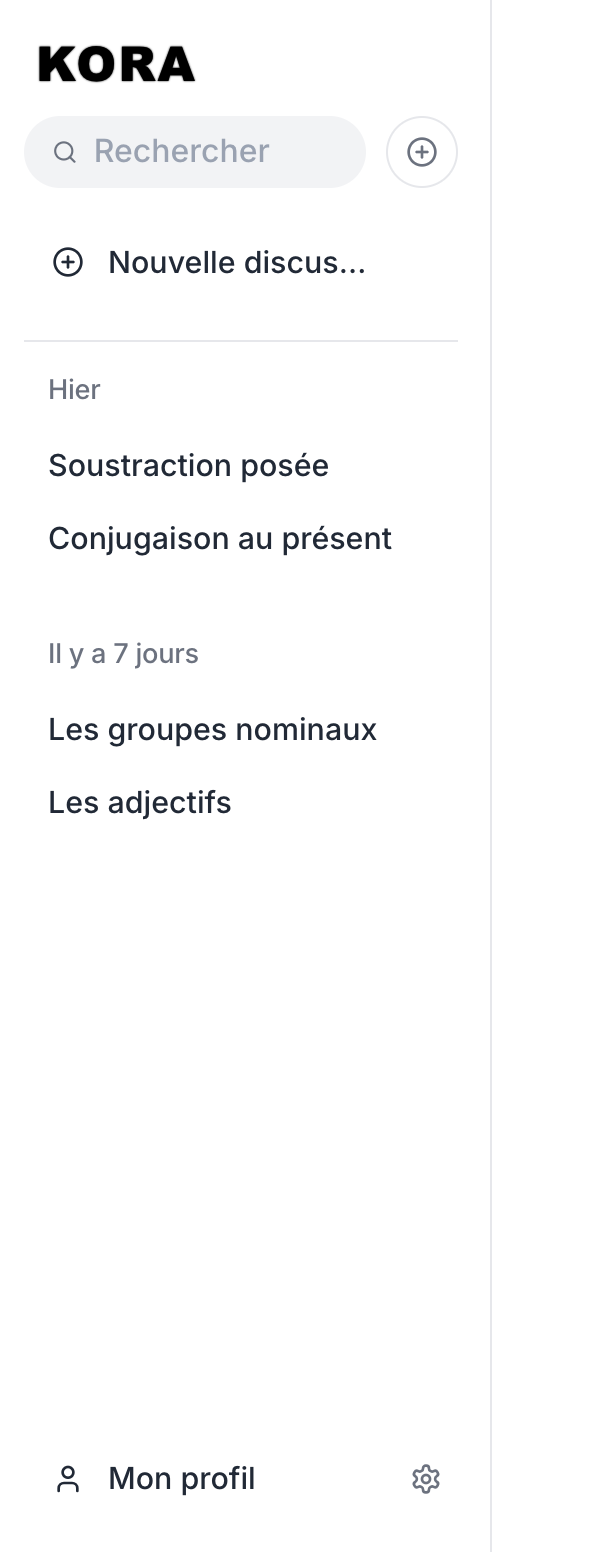 KORA
Rechercher
Nouvelle discus...
Hier
Soustraction posée
Conjugaison au présent
Il y a 7 jours
Les groupes nominaux
Les adjectifs
Mon profil